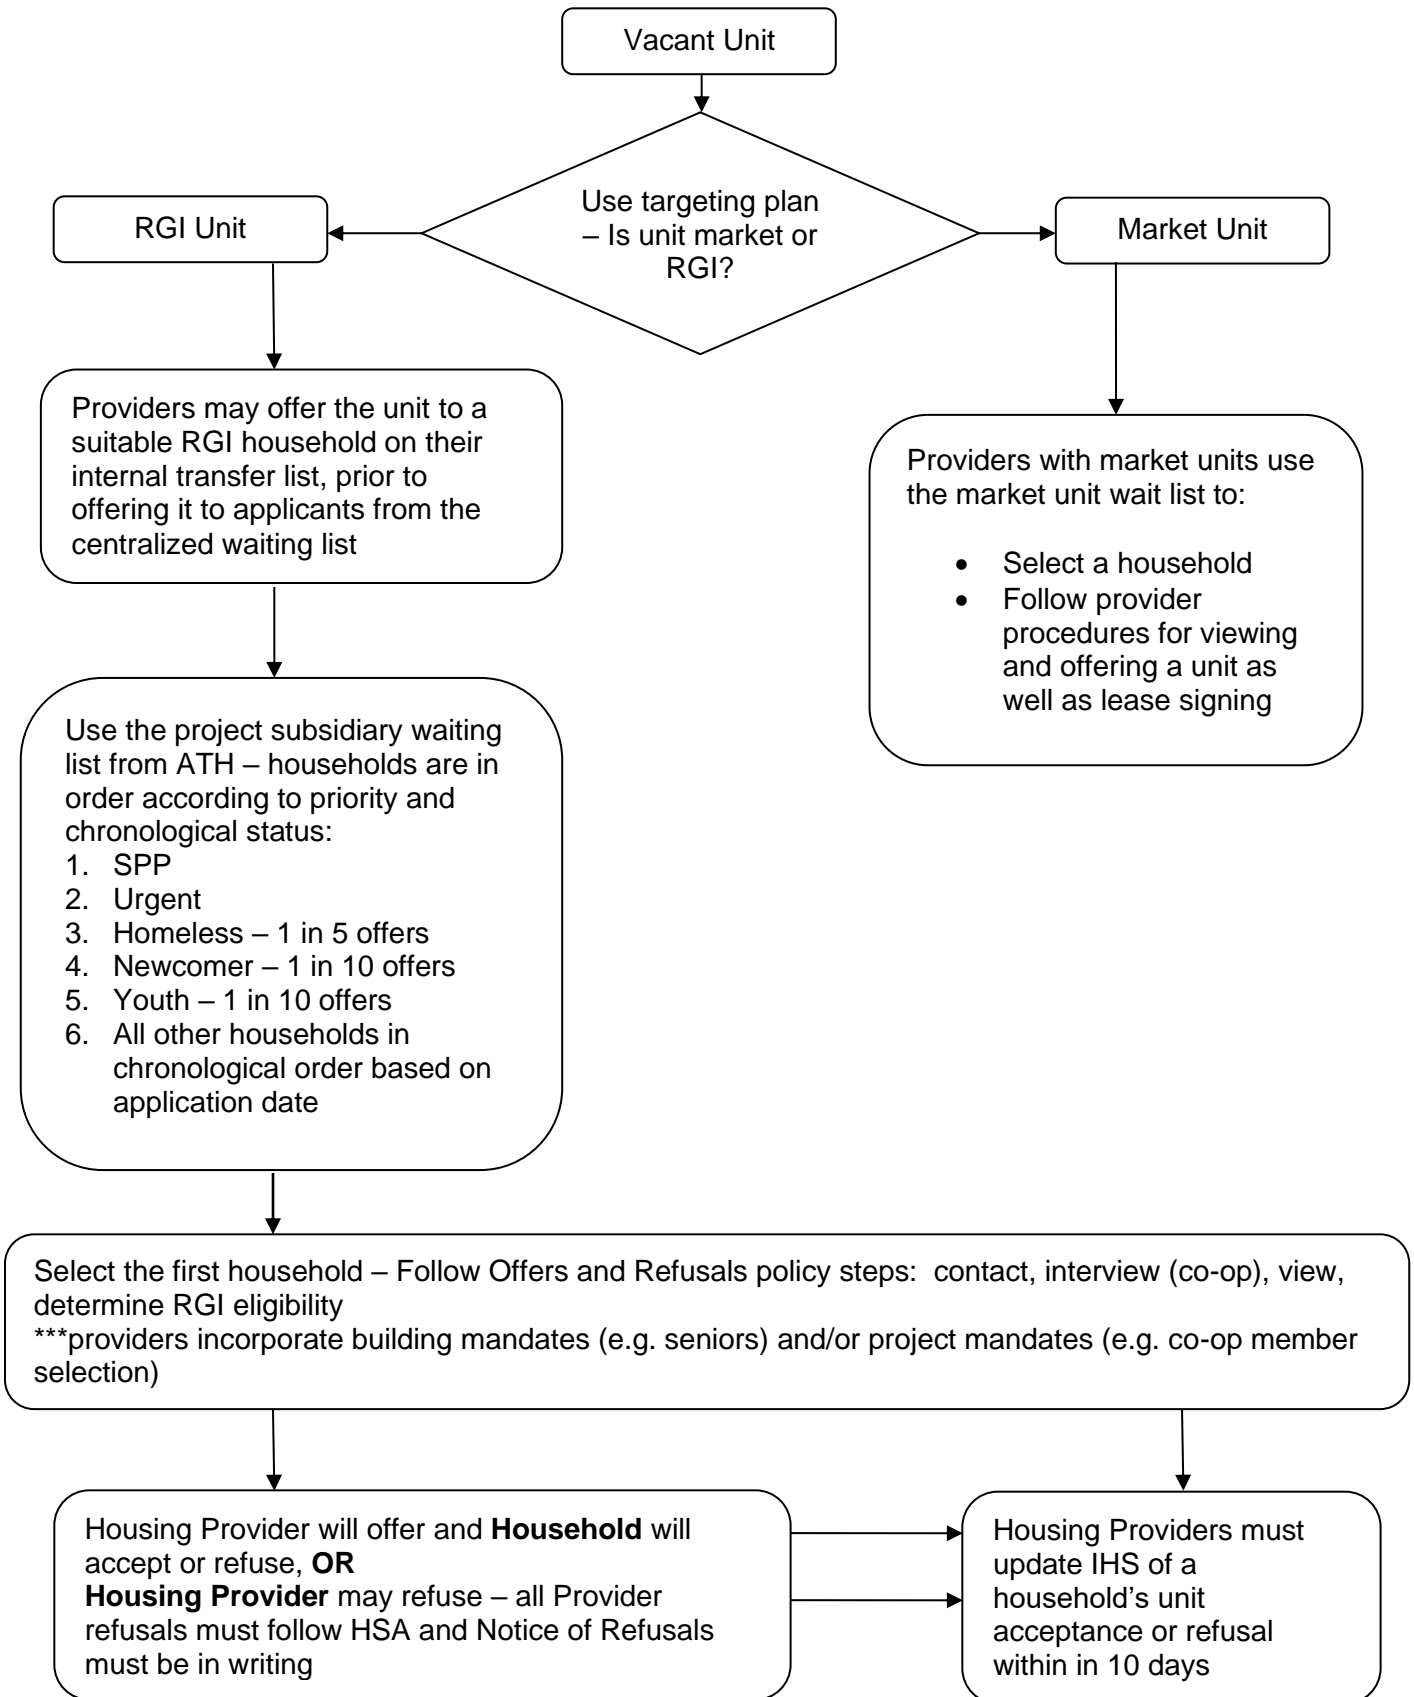 Vacant Unit
Use targeting plan
– Is unit market or
RGI?
RGI Unit
Market Unit
Providers may offer the unit to a
suitable RGI household on their
internal transfer list, prior to
offering it to applicants from the
centralized waiting list
Providers with market units use
the market unit wait list to:
• Select a household
• Follow provider
procedures for viewing
and offering a unit as
well as lease signing
Use the project subsidiary waiting
list from ATH – households are in
order according to priority and
chronological status:
1. SPP
2. Urgent
3. Homeless – 1 in 5 offers
4. Newcomer – 1 in 10 offers
5. Youth – 1 in 10 offers
6. All other households in
chronological order based on
application date
Select the first household – Follow Offers and Refusals policy steps: contact, interview (co-op), view,
determine RGI eligibility
***providers incorporate building mandates (e.g. seniors) and/or project mandates (e.g. co-op member
selection)
Housing Provider will offer and Household will
accept or refuse, OR
Housing Provider may refuse – all Provider
refusals must follow HSA and Notice of Refusals
must be in writing
Housing Providers must
update IHS of a
household’s unit
acceptance or refusal
within in 10 days